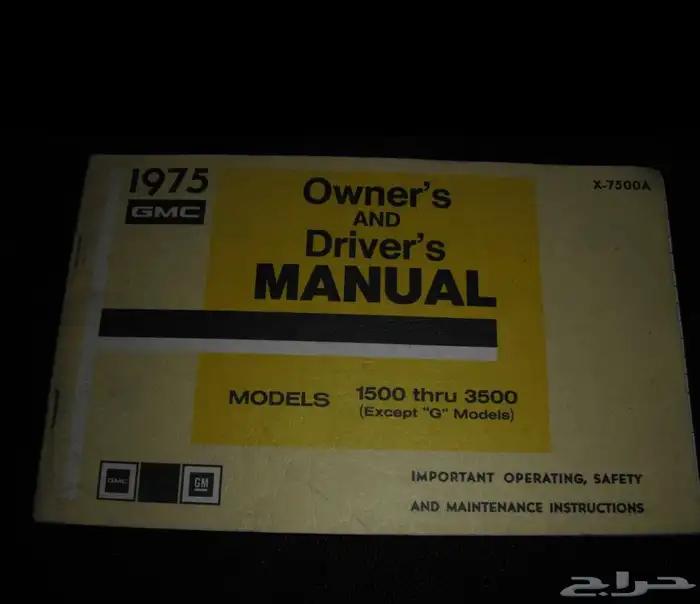 1975
GMC
X-7500A
Owner's
AND
Driver's
MANUAL
MODELS 1500 thru 3500
(Except "G" Models)
GMC GM
IMPORTANT OPERATING, SAFETY
AND MAINTENANCE INSTRUCTIONS
حراج